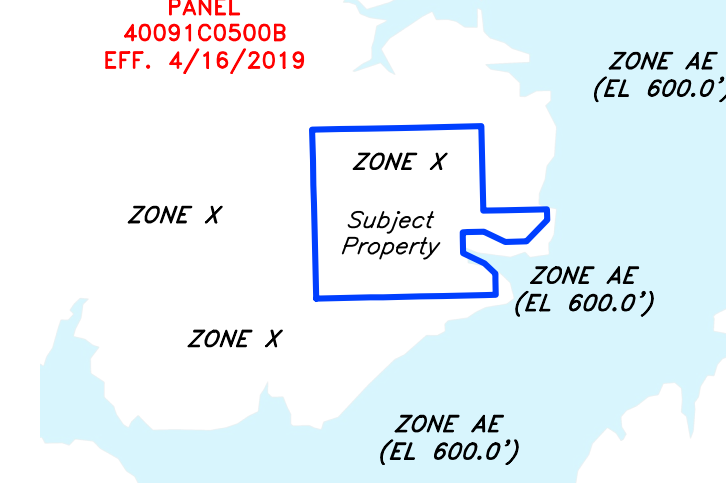 PANEL
40091C0500B
EFF. 4/16/2019
ZONE AE
(EL 600.0')
ZONE X
ZONE X
Subject
Property
ZONE AE
(EL 600.0')
ZONE X
ZONE AE
(EL 600.0')